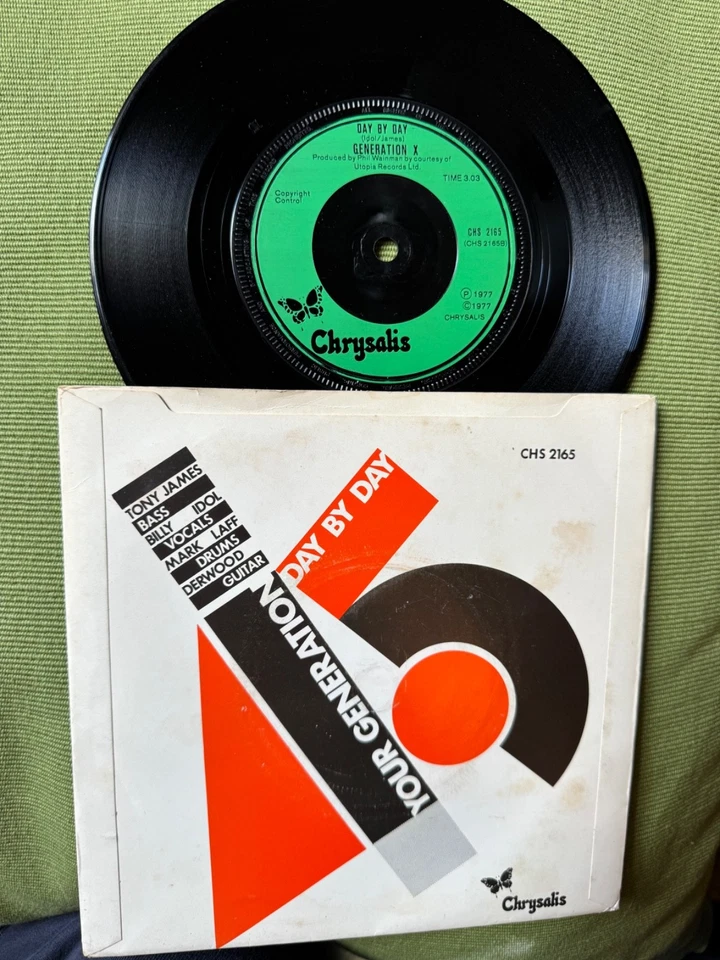 DAY BY DAY
(Idol/James)
GENERATION X
Produced by Phil Wainman by courtesy of
Utopia Records Ltd.
TIME 3.03
Copyright
Control
CHS 2165
(CHS 2165B)
Ⓟ 1977
© 1977
CHRYSALIS
Chrysalis
CHS 2165
TONY JAMES
BASS
BILLY IDOL
VOCALS
MARK LAFF
DRUMS
DERWOOD
GUITAR
DAY BY DAY
YOUR GENERATION
Chrysalis